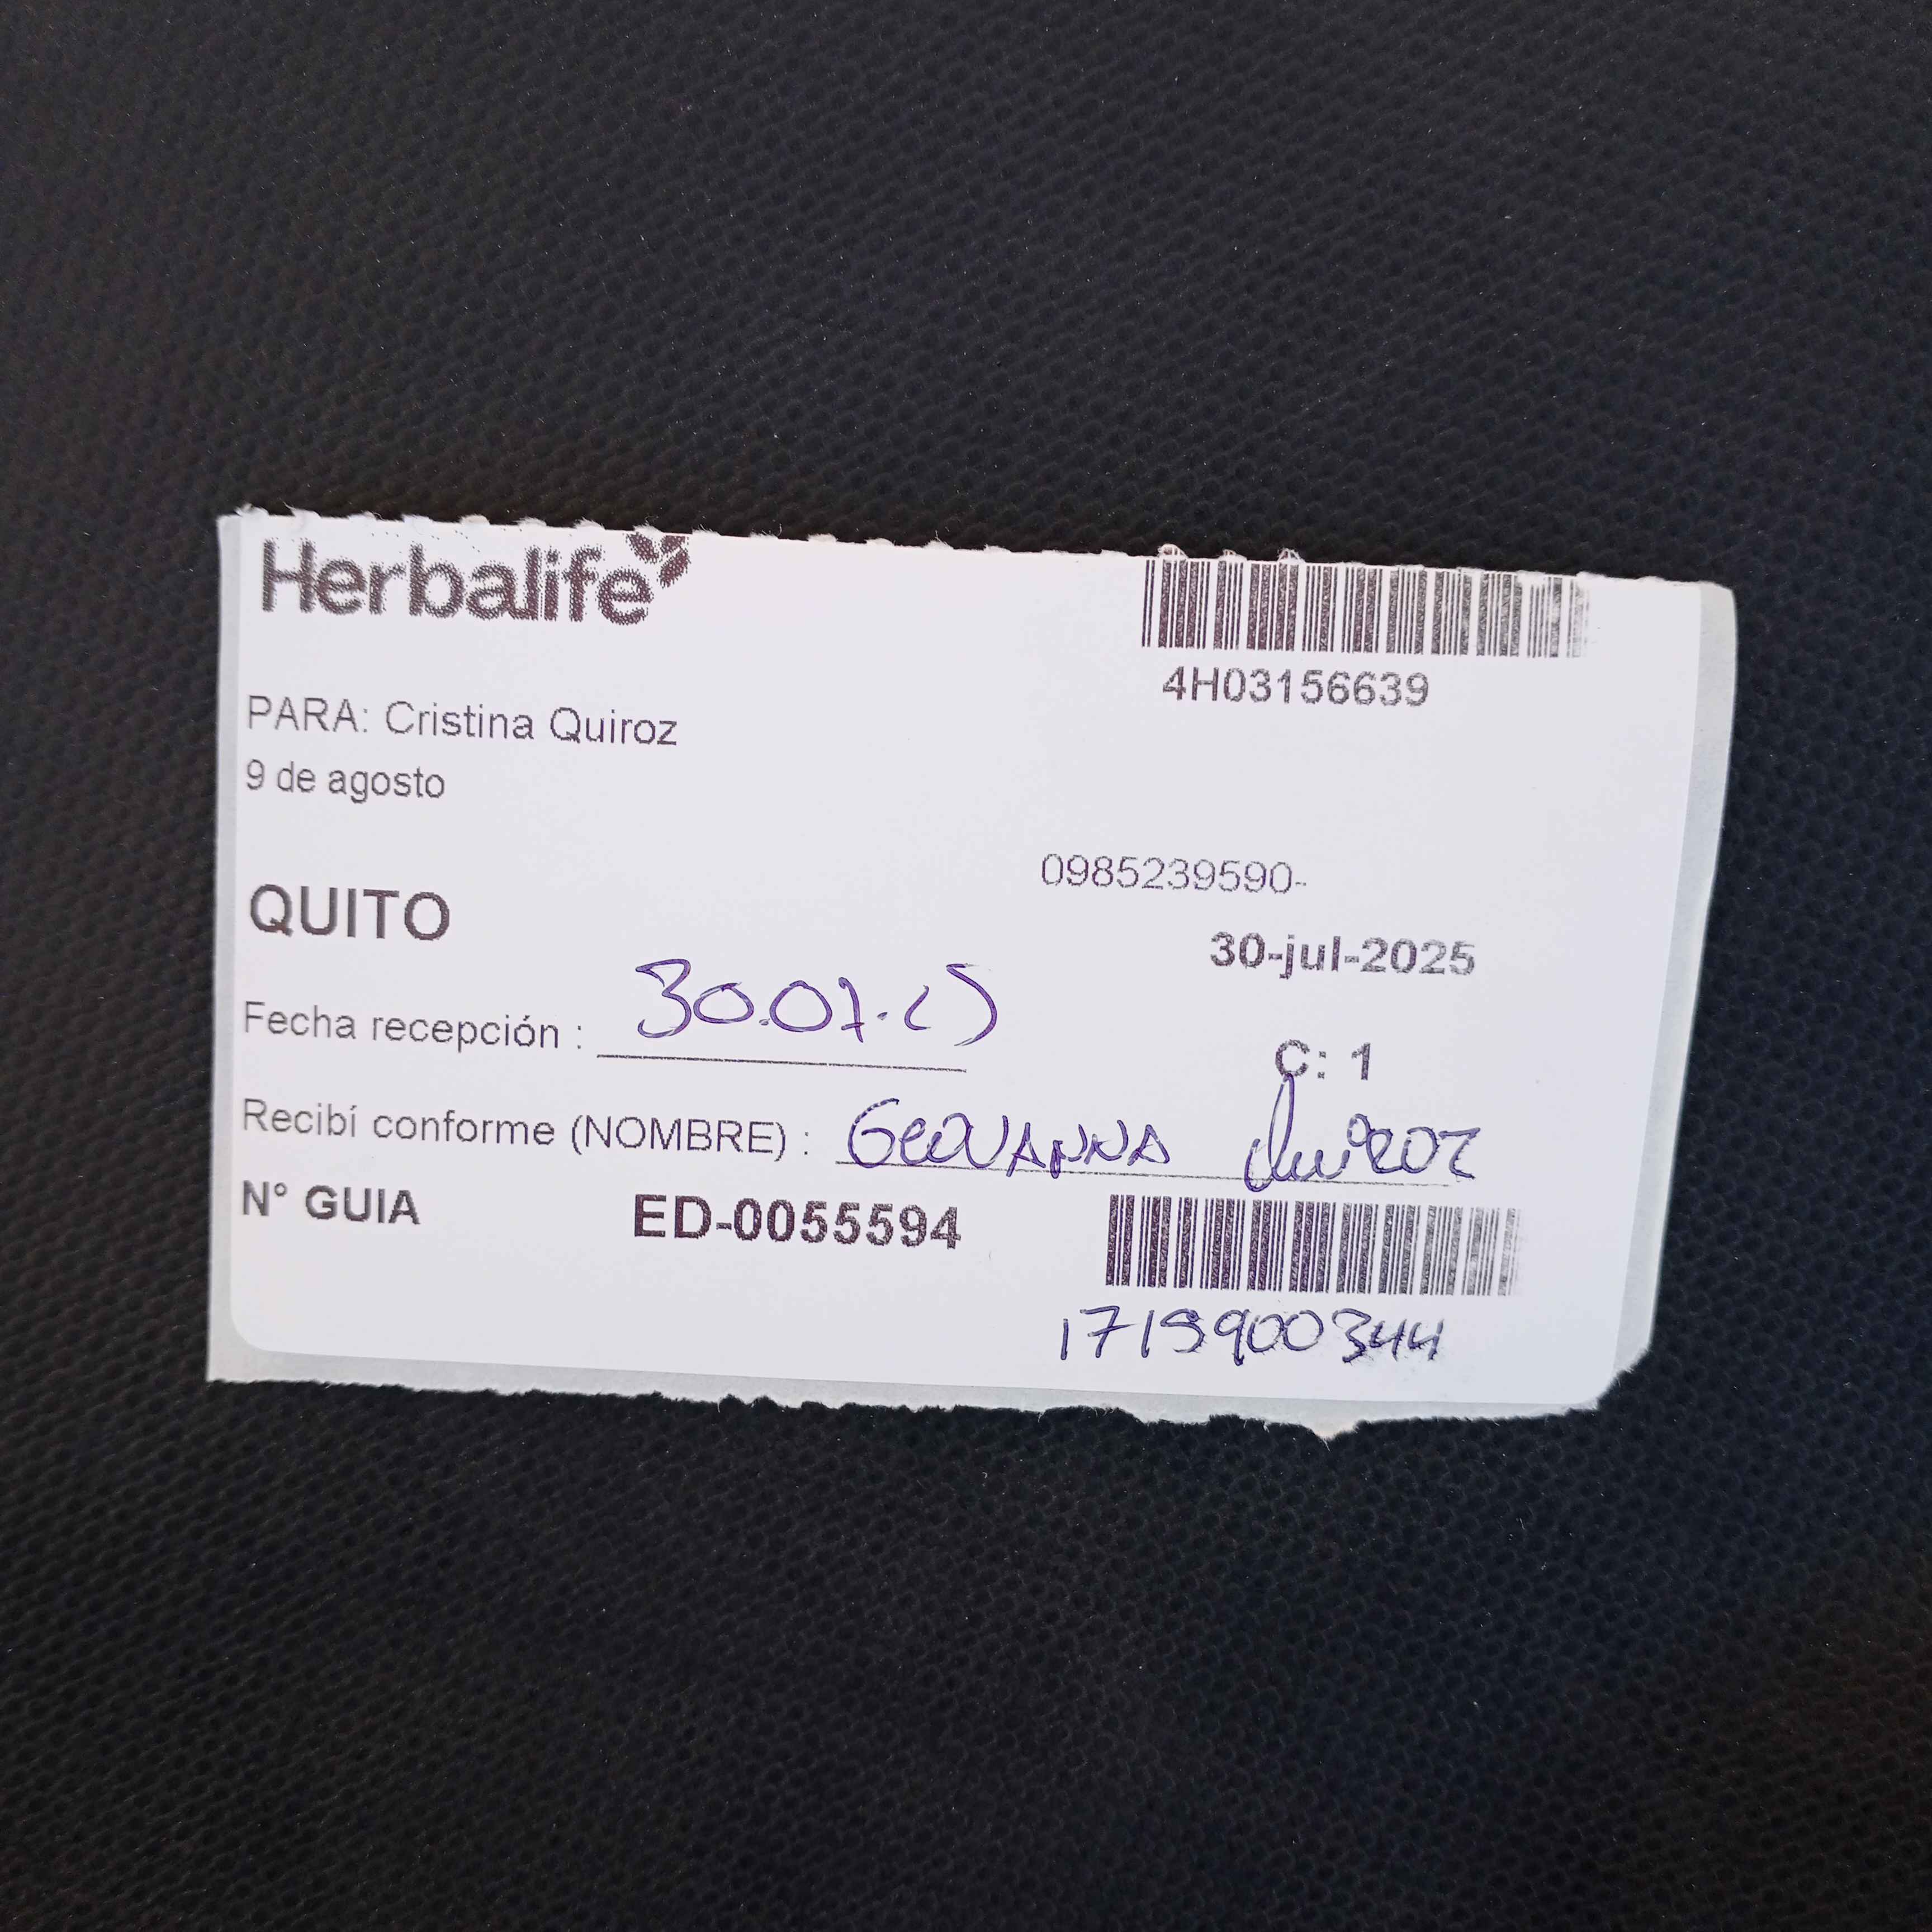 Herbalife
4H03156639
PARA: Cristina Quiroz
9 de agosto
0985239590-
QUITO
30-jul-2025
Fecha recepción : 30.07.25
C: 1
Recibí conforme (NOMBRE) : GEOVANNA Quiroz
N° GUIA ED-0055594
1719900344